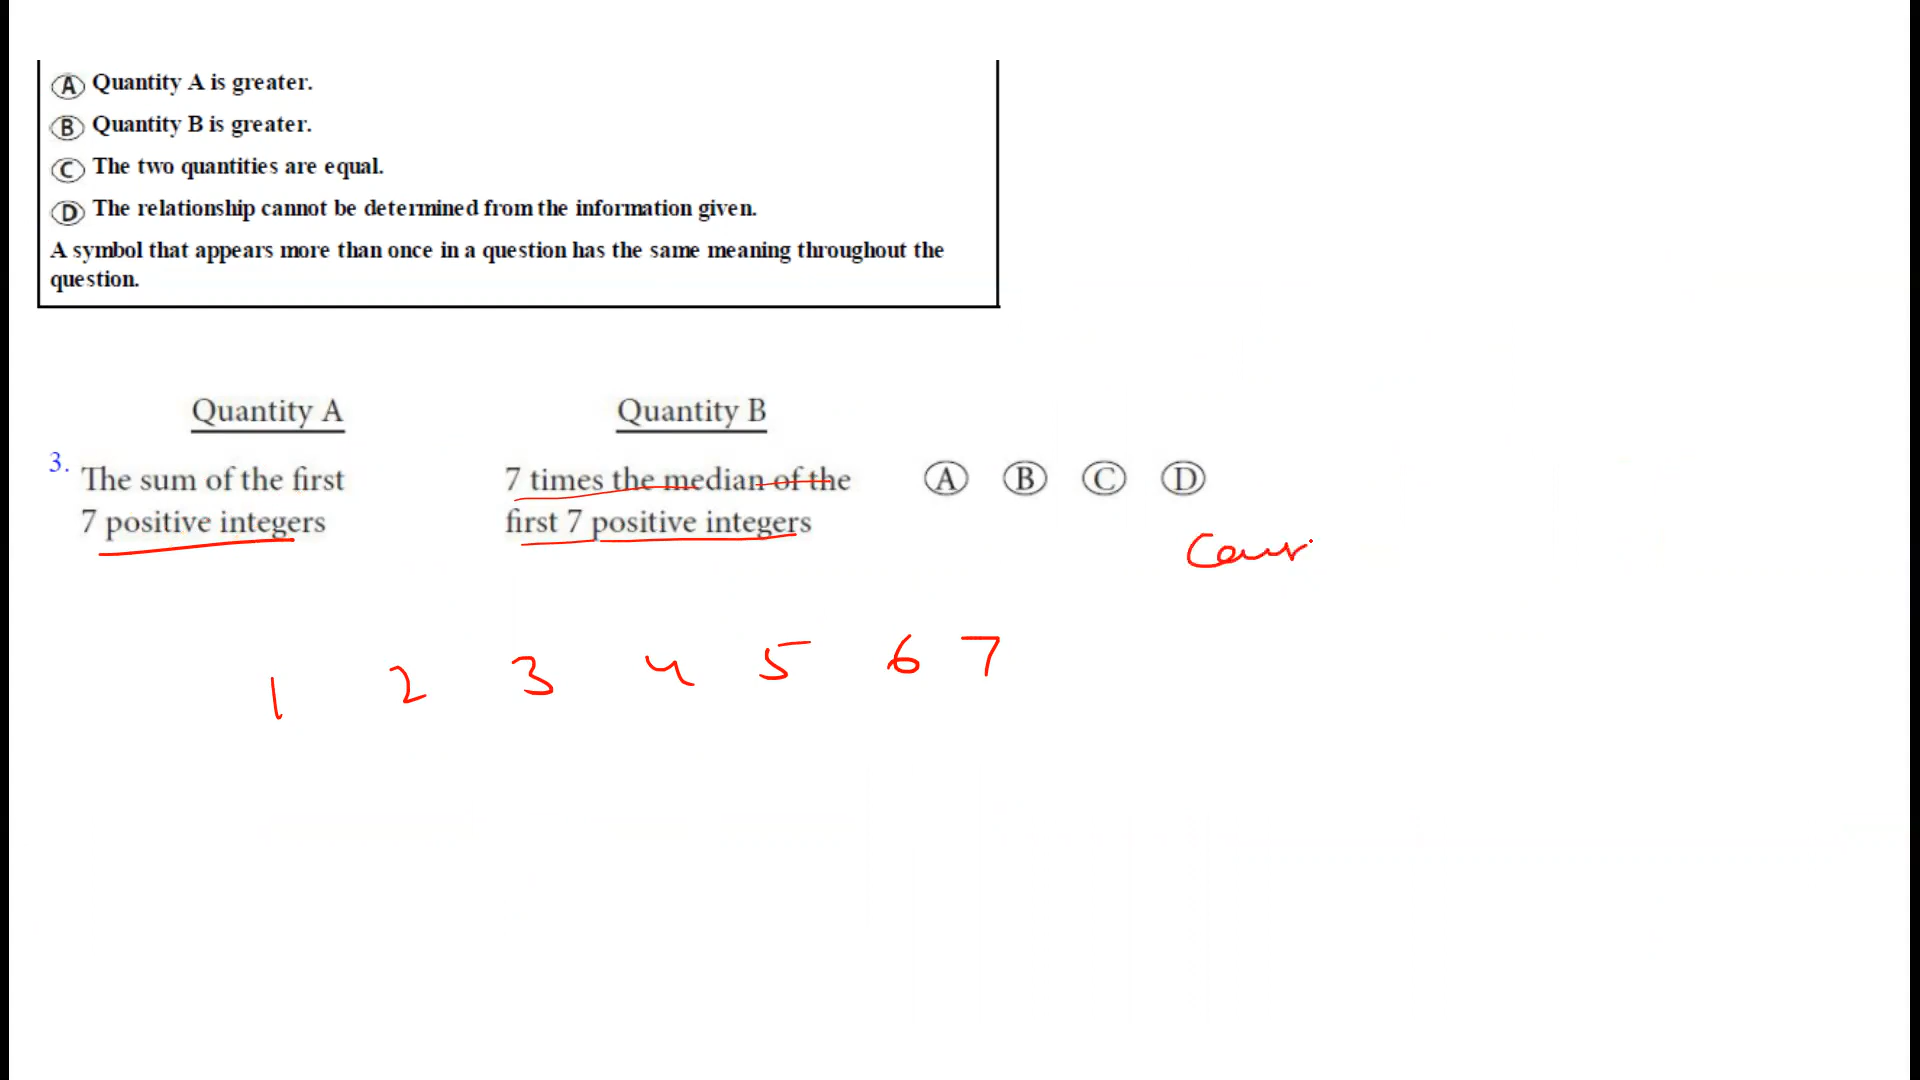 A Quantity A is greater.
B Quantity B is greater.
C The two quantities are equal.
D The relationship cannot be determined from the information given.
A symbol that appears more than once in a question has the same meaning throughout the
question.
Quantity A Quantity B
3. The sum of the first 7 times the median of the A B C D
7 positive integers first 7 positive integers
1 2 3 4 5 6 7